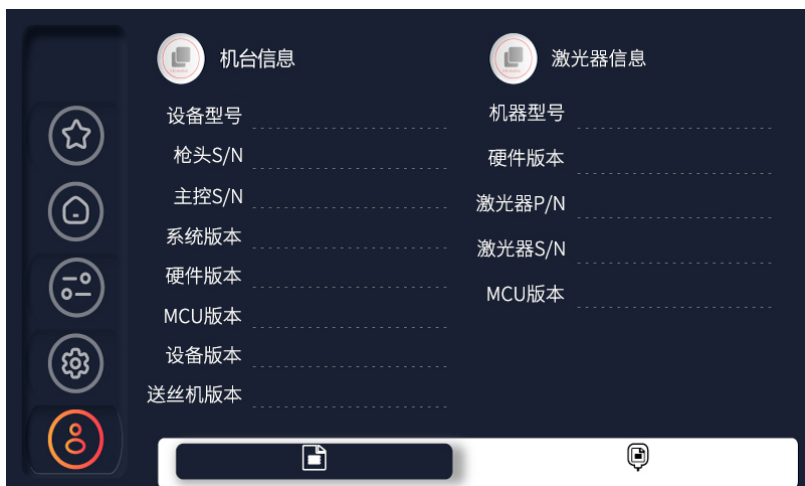 机台信息
设备型号
枪头S/N
主控S/N
系统版本
硬件版本
MCU版本
设备版本
送丝机版本
激光器信息
机器型号
硬件版本
激光器P/N
激光器S/N
MCU版本